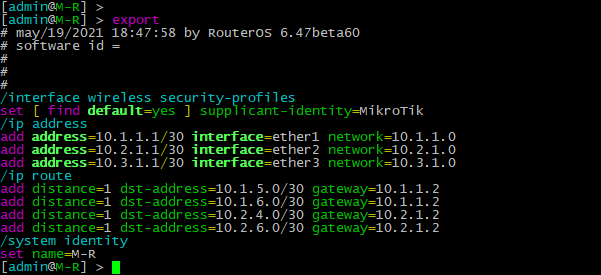 [admin@M-R] >
[admin@M-R] > export
# may/19/2021 18:47:58 by RouterOS 6.47beta60
# software id =
#
#
#
/interface wireless security-profiles
set [ find default=yes ] supplicant-identity=MikroTik
/ip address
add address=10.1.1.1/30 interface=ether1 network=10.1.1.0
add address=10.2.1.1/30 interface=ether2 network=10.2.1.0
add address=10.3.1.1/30 interface=ether3 network=10.3.1.0
/ip route
add distance=1 dst-address=10.1.5.0/30 gateway=10.1.1.2
add distance=1 dst-address=10.1.6.0/30 gateway=10.1.1.2
add distance=1 dst-address=10.2.4.0/30 gateway=10.2.1.2
add distance=1 dst-address=10.2.6.0/30 gateway=10.2.1.2
/system identity
set name=M-R
[admin@M-R] >